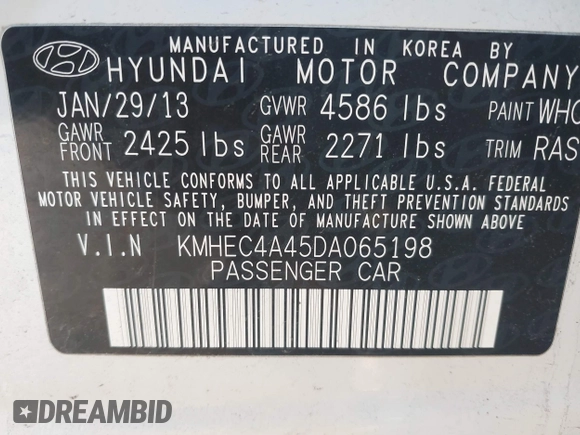 MANUFACTURED IN KOREA BY
HYUNDAI MOTOR COMPANY
JAN/29/13 GVWR 4586 lbs PAINT WHC
GAWR FRONT 2425 lbs GAWR REAR 2271 lbs TRIM RAS
THIS VEHICLE CONFORMS TO ALL APPLICABLE U.S.A. FEDERAL
MOTOR VEHICLE SAFETY, BUMPER, AND THEFT PREVENTION STANDARDS
IN EFFECT ON THE DATE OF MANUFACTURE SHOWN ABOVE.
V.I.N KMHEC4A45DA065198
PASSENGER CAR
DREAMBID